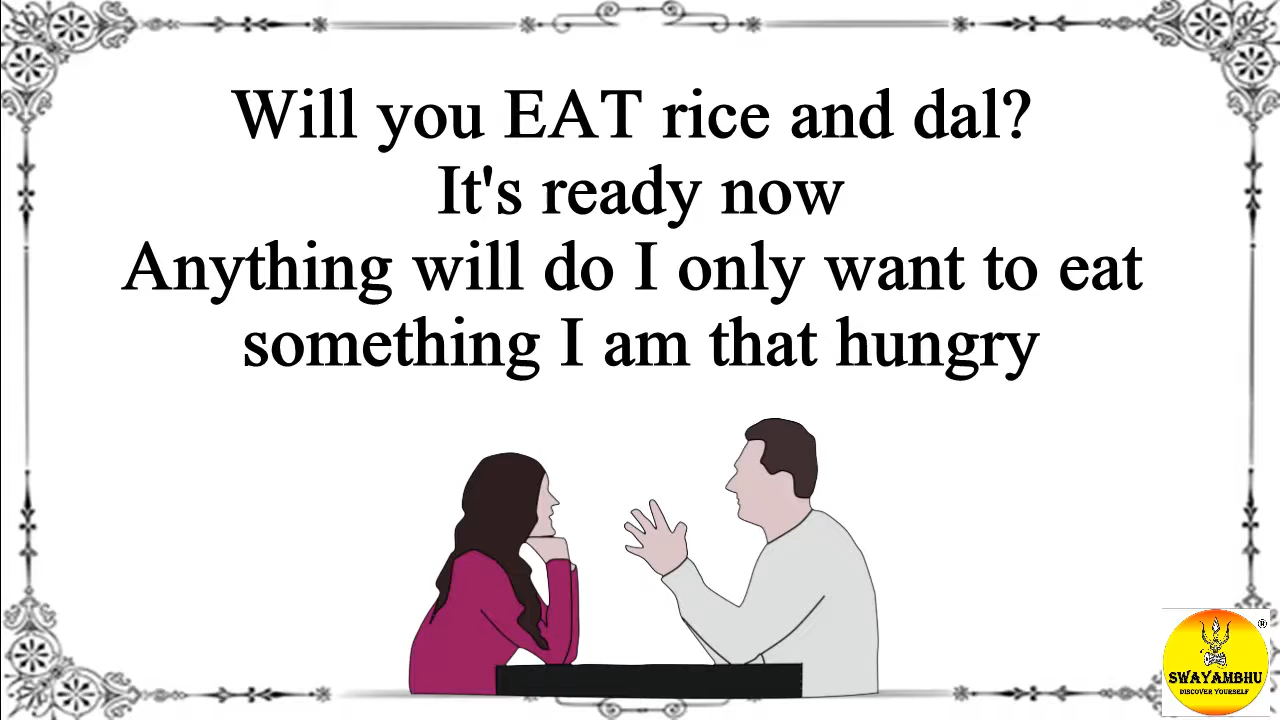 Will you EAT rice and dal?
It's ready now
Anything will do I only want to eat
something I am that hungry
®
SWAYAMBHU
DISCOVER YOURSELF